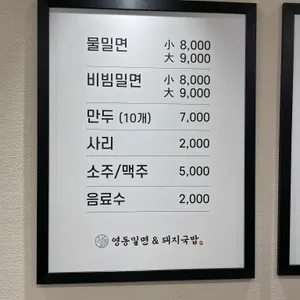 물밀면 小 8,000
大 9,000
비빔밀면 小 8,000
大 9,000
만두 (10개) 7,000
사리 2,000
소주/맥주 5,000
음료수 2,000
영동밀면 & 돼지국밥